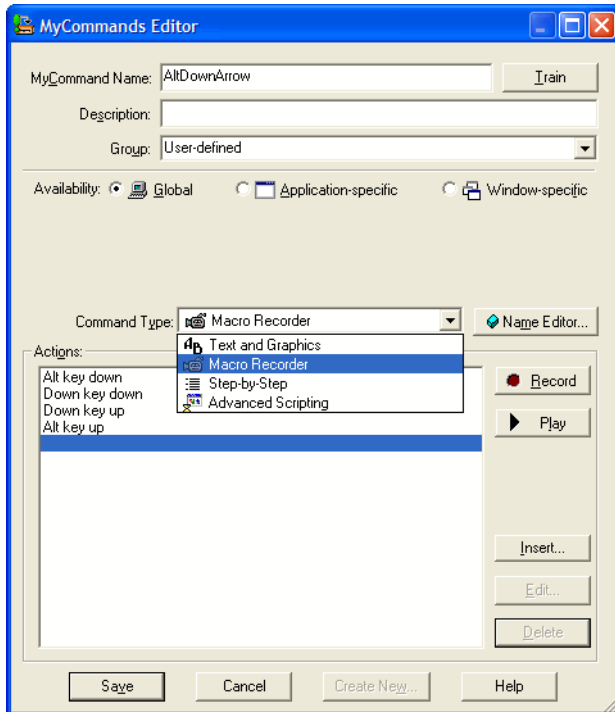 MyCommands Editor
MyCommand Name: AltDownArrow Train
Description:
Group: User-defined
Availability: Global Application-specific Window-specific
Command Type: Macro Recorder Name Editor...
Text and Graphics
Macro Recorder
Step-by-Step
Advanced Scripting
Actions:
Alt key down
Down key down
Down key up
Alt key up
Record
Play
Insert...
Edit...
Delete
Save Cancel Create New... Help